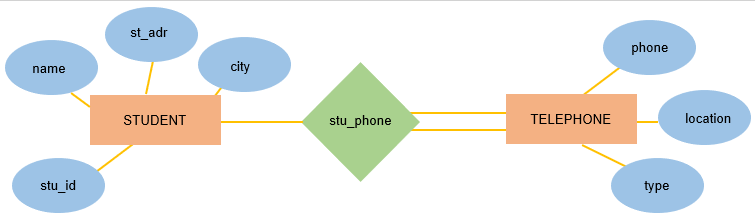 st_adr
name
city
phone
STUDENT
stu_phone
TELEPHONE
location
stu_id
type